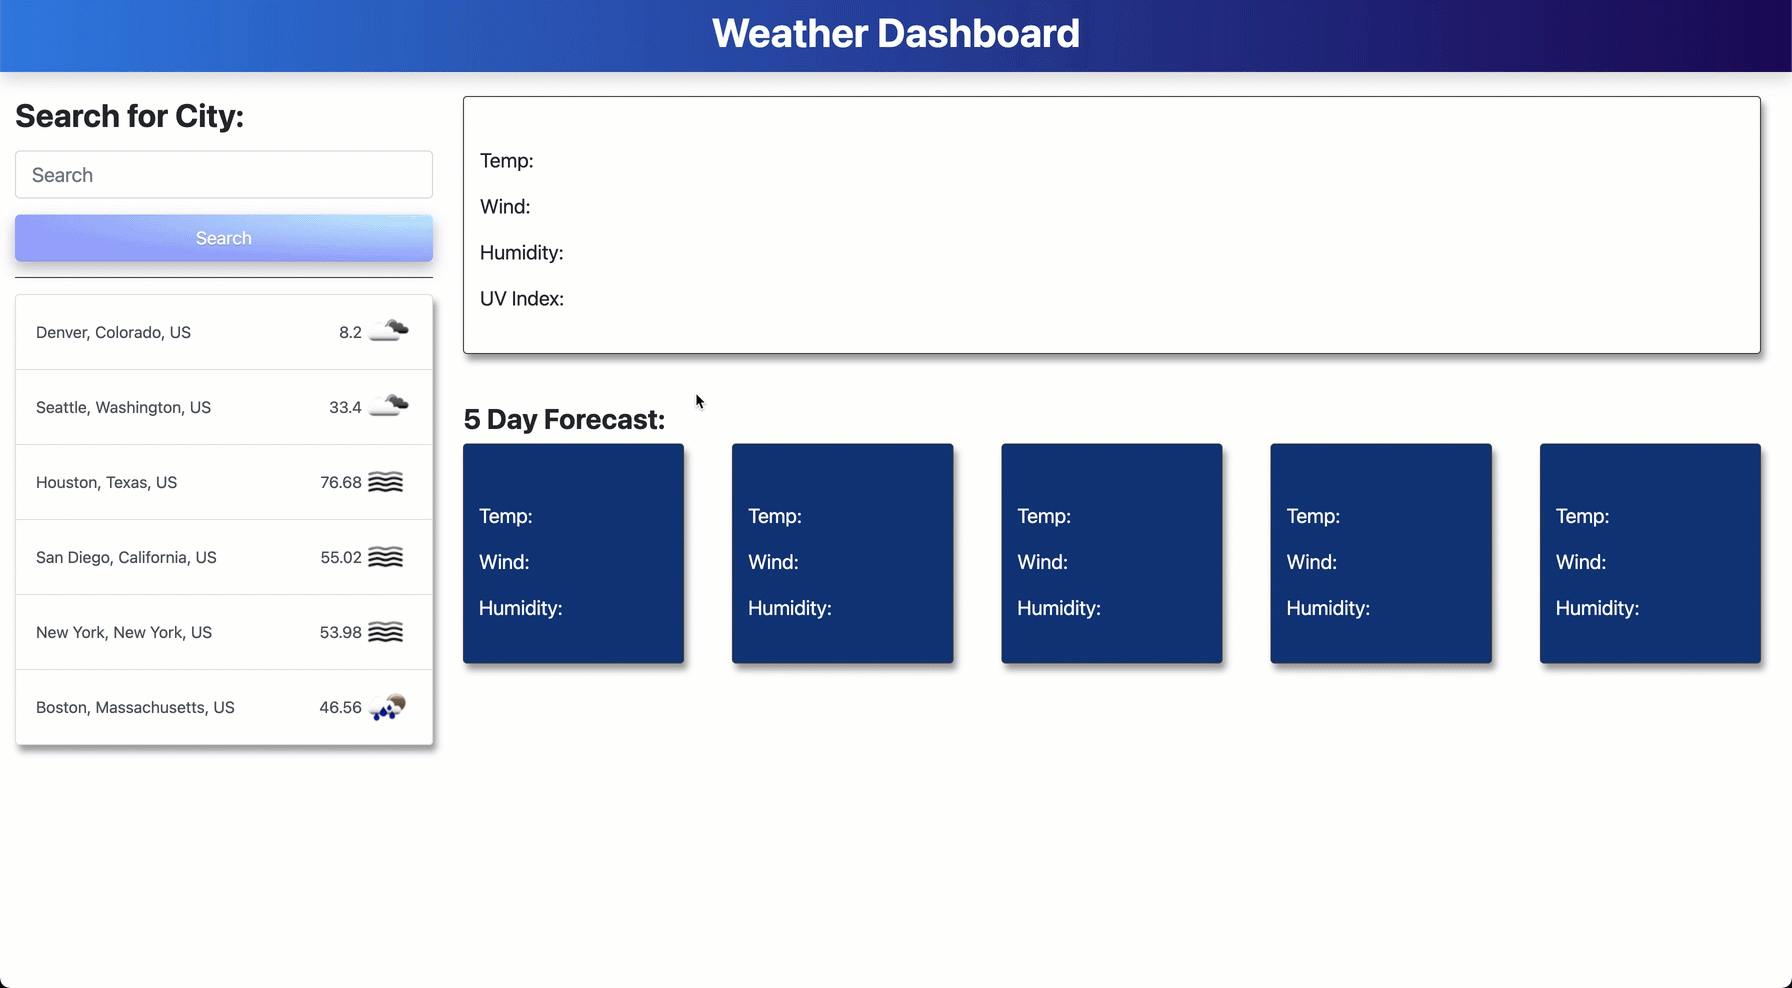 Weather Dashboard
Search for City:
Search
Search
Denver, Colorado, US 8.2
Seattle, Washington, US 33.4
Houston, Texas, US 76.68
San Diego, California, US 55.02
New York, New York, US 53.98
Boston, Massachusetts, US 46.56
Temp:
Wind:
Humidity:
UV Index:
5 Day Forecast:
Temp:
Wind:
Humidity:
Temp:
Wind:
Humidity:
Temp:
Wind:
Humidity:
Temp:
Wind:
Humidity:
Temp:
Wind:
Humidity: